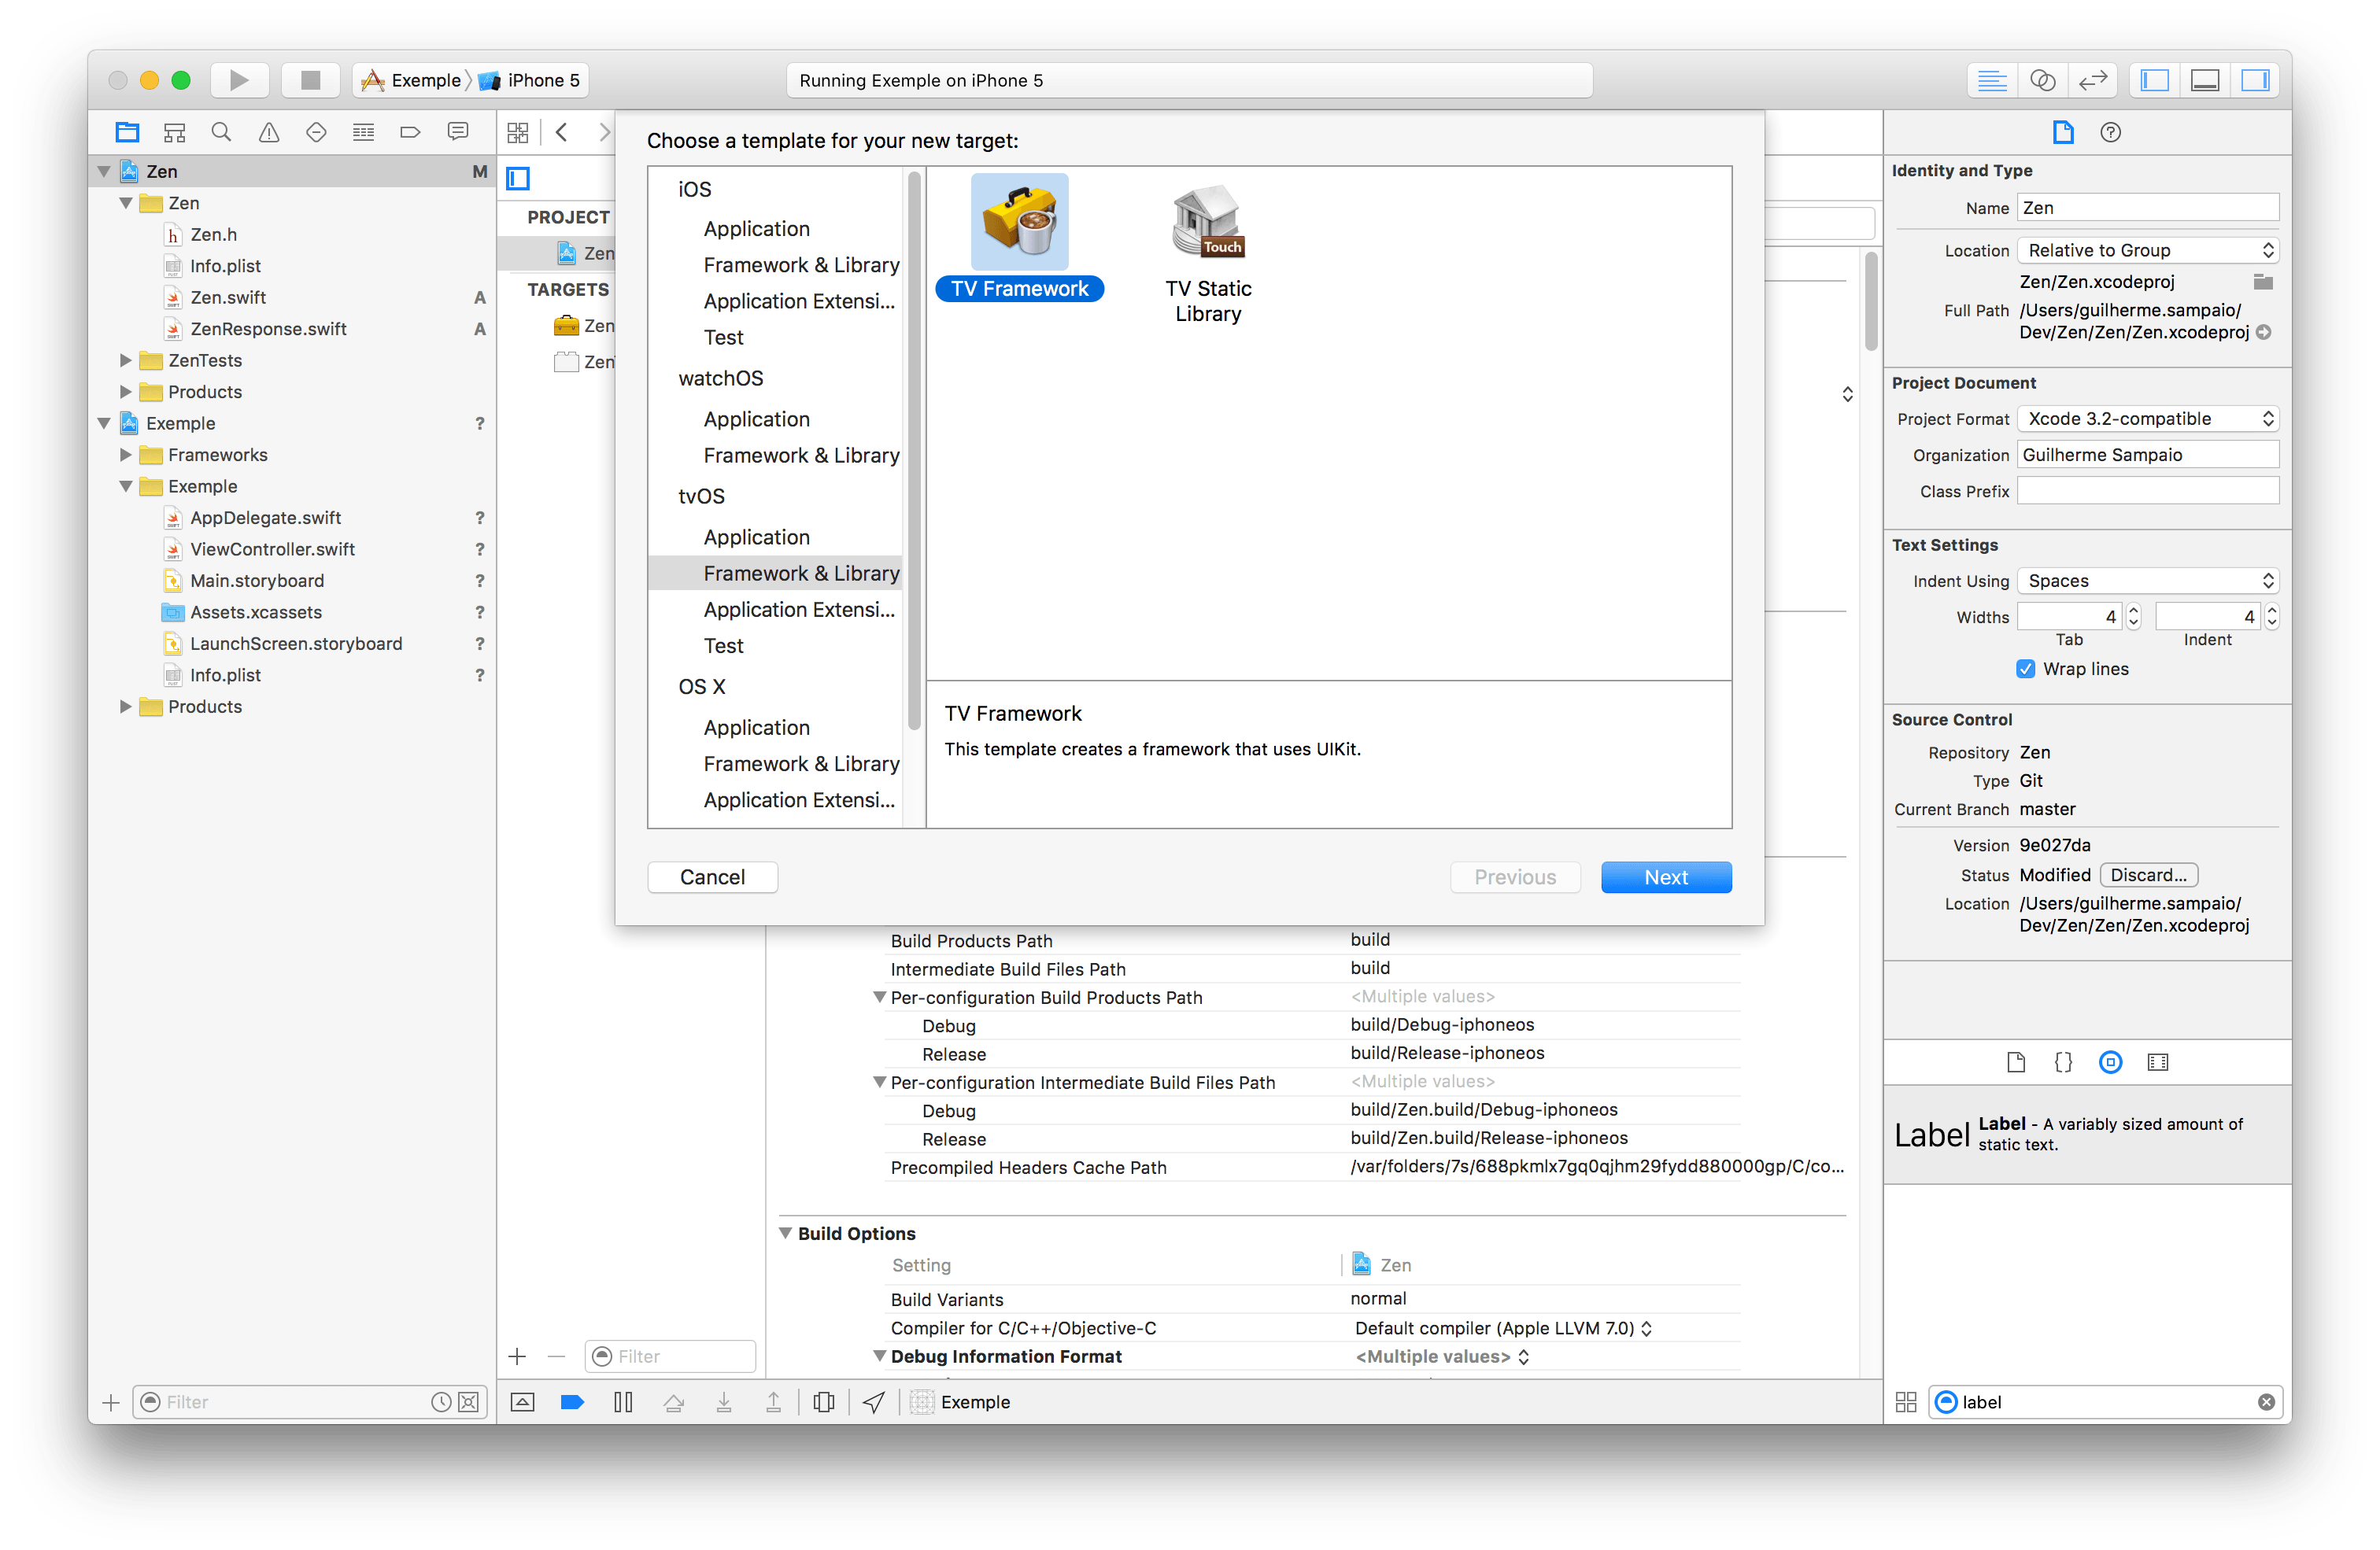 Exemple
iPhone 5
Running Exemple on iPhone 5
Zen
M
Zen
Zen.h
Info.plist
Zen.swift
A
ZenResponse.swift
A
ZenTests
Products
Exemple
?
Frameworks
Exemple
AppDelegate.swift
?
ViewController.swift
?
Main.storyboard
?
Assets.xcassets
?
LaunchScreen.storyboard
?
Info.plist
?
Products
Filter
PROJECT
Zen
TARGETS
Zen
Zen
Filter
Choose a template for your new target:
iOS
Application
Framework & Library
Application Extensi...
Test
watchOS
Application
Framework & Library
tvOS
Application
Framework & Library
Application Extensi...
Test
OS X
Application
Framework & Library
Application Extensi...
TV Framework
Touch
TV Static
Library
TV Framework
This template creates a framework that uses UIKit.
Cancel
Previous
Next
Build Products Path
build
Intermediate Build Files Path
build
Per-configuration Build Products Path
<Multiple values>
Debug
build/Debug-iphoneos
Release
build/Release-iphoneos
Per-configuration Intermediate Build Files Path
<Multiple values>
Debug
build/Zen.build/Debug-iphoneos
Release
build/Zen.build/Release-iphoneos
Precompiled Headers Cache Path
/var/folders/7s/688pkmlx7gq0qjhm29fydd880000gp/C/co...
Build Options
Setting
Zen
Build Variants
normal
Compiler for C/C++/Objective-C
Default compiler (Apple LLVM 7.0)
Debug Information Format
<Multiple values>
Exemple
Identity and Type
Name
Zen
Location
Relative to Group
Zen/Zen.xcodeproj
Full Path
/Users/guilherme.sampaio/
Dev/Zen/Zen/Zen.xcodeproj
Project Document
Project Format
Xcode 3.2-compatible
Organization
Guilherme Sampaio
Class Prefix
Text Settings
Indent Using
Spaces
Widths
4
4
Tab
Indent
Wrap lines
Source Control
Repository
Zen
Type
Git
Current Branch
master
Version
9e027da
Status
Modified
Discard...
Location
/Users/guilherme.sampaio/
Dev/Zen/Zen/Zen.xcodeproj
Label
Label - A variably sized amount of
static text.
label